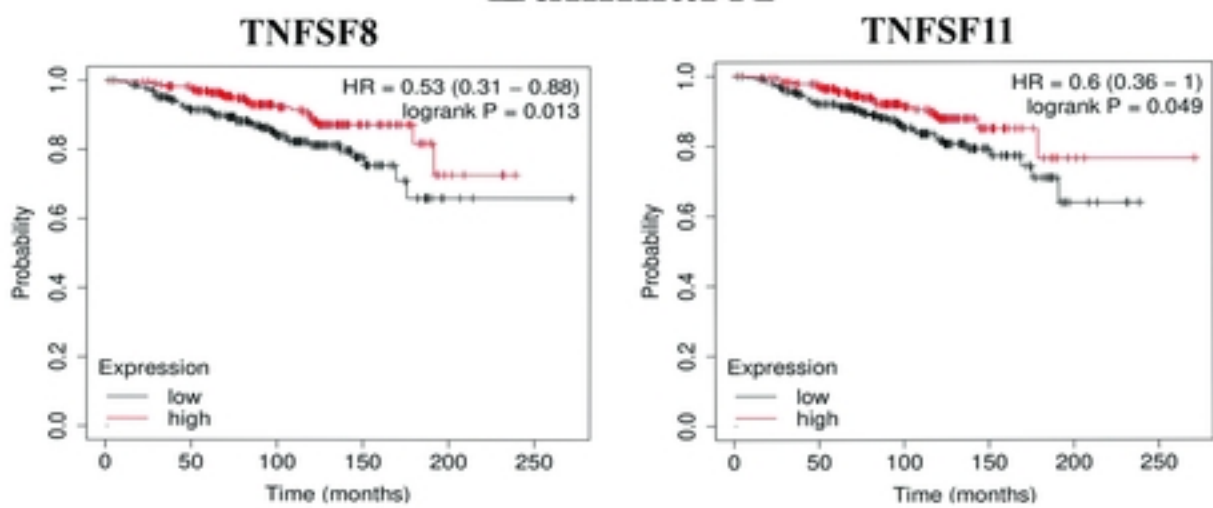 TNFSF8
HR = 0.53 (0.31 − 0.88)
logrank P = 0.013
Probability
1.0
0.8
0.6
0.4
0.2
0.0
Expression
low
high
0 50 100 150 200 250
Time (months)
TNFSF11
HR = 0.6 (0.36 − 1)
logrank P = 0.049
Probability
1.0
0.8
0.6
0.4
0.2
0.0
Expression
low
high
0 50 100 150 200 250
Time (months)